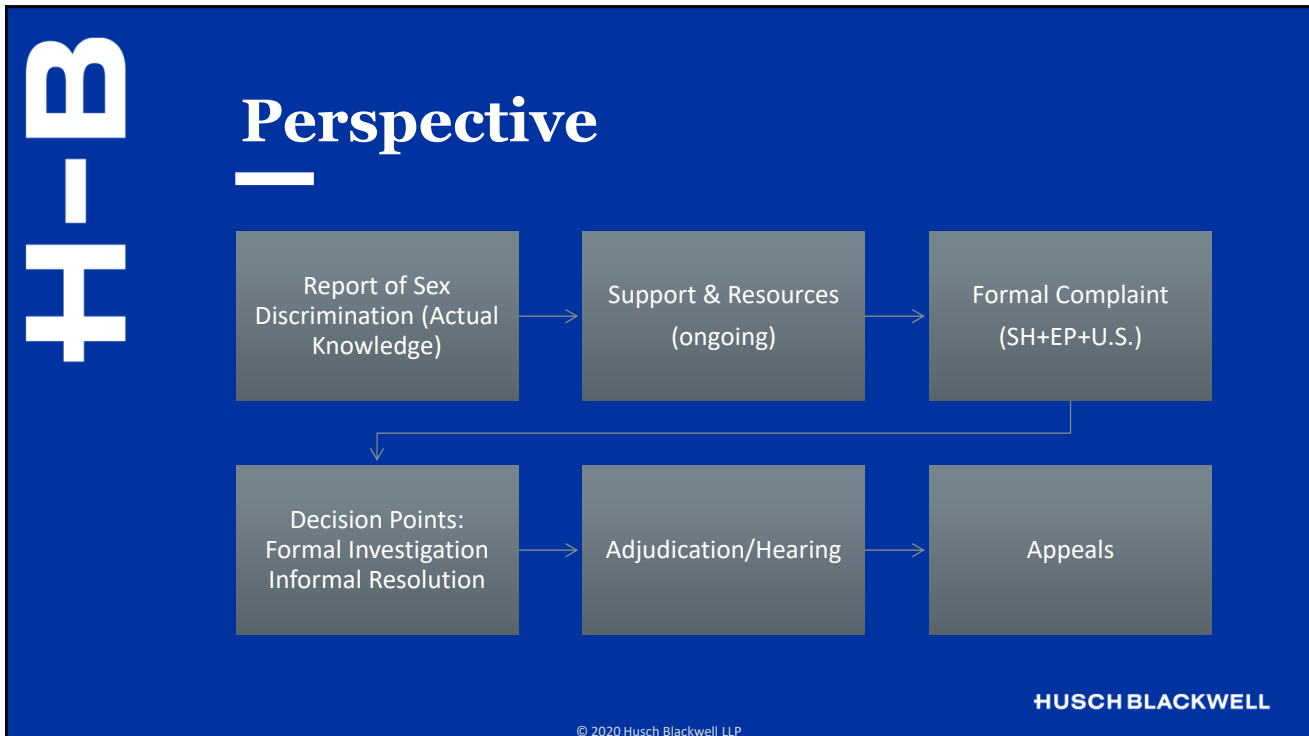 H-B
Perspective
Report of Sex
Discrimination (Actual
Knowledge)
Support & Resources
(ongoing)
Formal Complaint
(SH+EP+U.S.)
Decision Points:
Formal Investigation
Informal Resolution
Adjudication/Hearing
Appeals
HUSCH BLACKWELL
© 2020 Husch Blackwell LLP